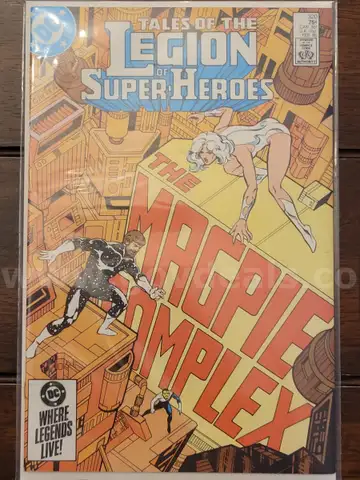 DC
TALES OF THE
LEGION
OF
SUPER-HEROES
THE
MAGPIE
COMPLEX
DC
WHERE
LEGENDS
LIVE!